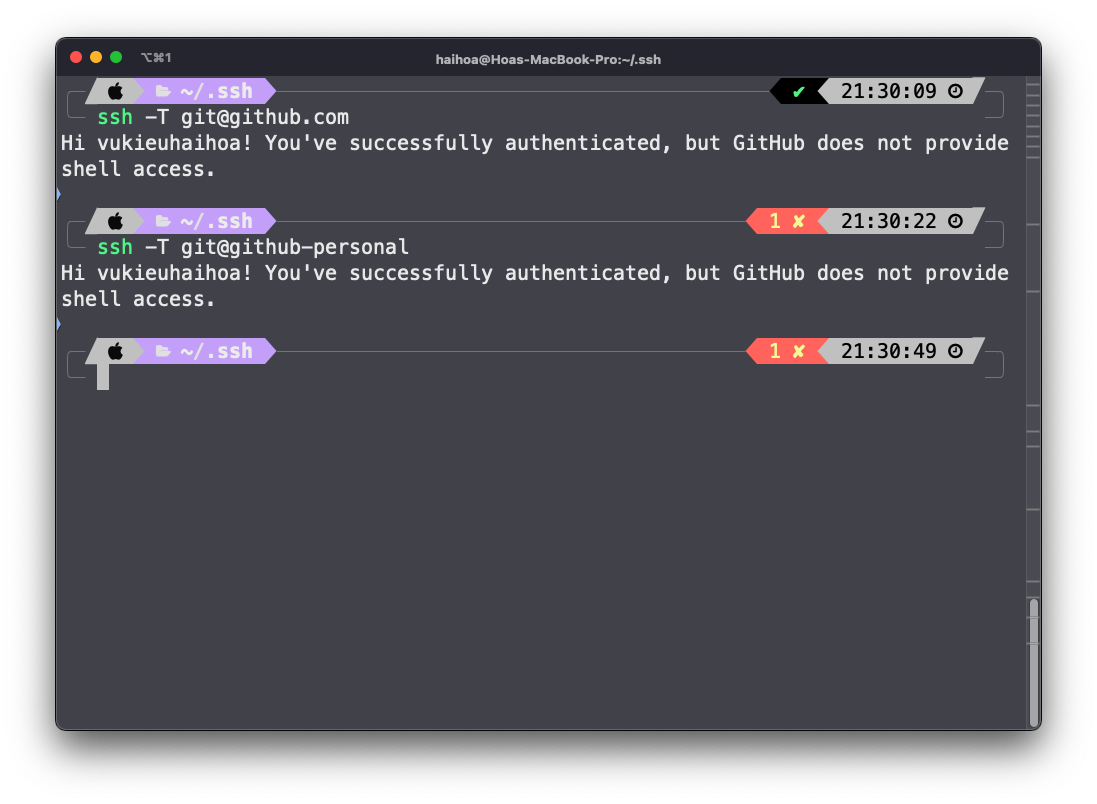 ⌥⌘1
haihoa@Hoas-MacBook-Pro:~/.ssh
~/.ssh ✔ 21:30:09
ssh -T git@github.com
Hi vukieuhaihoa! You've successfully authenticated, but GitHub does not provide
shell access.
~/.ssh 1 ✘ 21:30:22
ssh -T git@github-personal
Hi vukieuhaihoa! You've successfully authenticated, but GitHub does not provide
shell access.
~/.ssh 1 ✘ 21:30:49